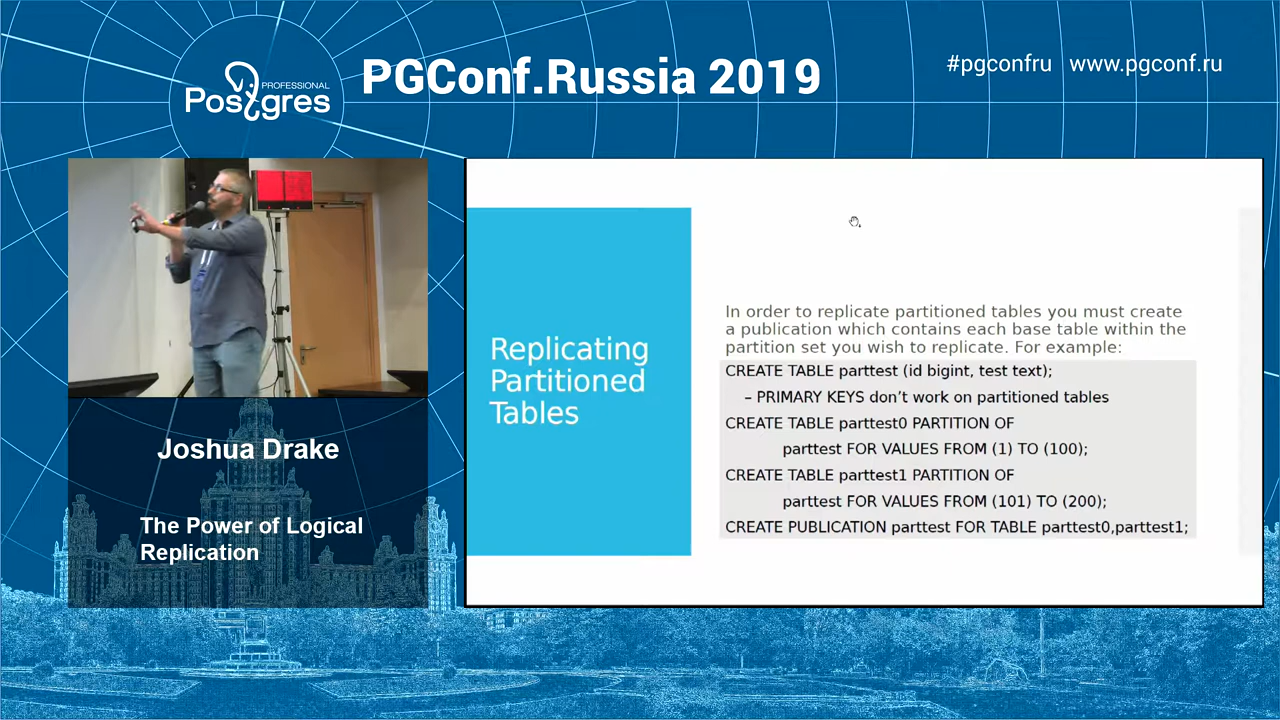 PROFESSIONAL
Postgres
PGConf.Russia 2019
#pgconfru www.pgconf.ru
Joshua Drake
The Power of Logical
Replication
Replicating
Partitioned
Tables
In order to replicate partitioned tables you must create
a publication which contains each base table within the
partition set you wish to replicate. For example:
CREATE TABLE parttest (id bigint, test text);
– PRIMARY KEYS don’t work on partitioned tables
CREATE TABLE parttest0 PARTITION OF
parttest FOR VALUES FROM (1) TO (100);
CREATE TABLE parttest1 PARTITION OF
parttest FOR VALUES FROM (101) TO (200);
CREATE PUBLICATION parttest FOR TABLE parttest0,parttest1;